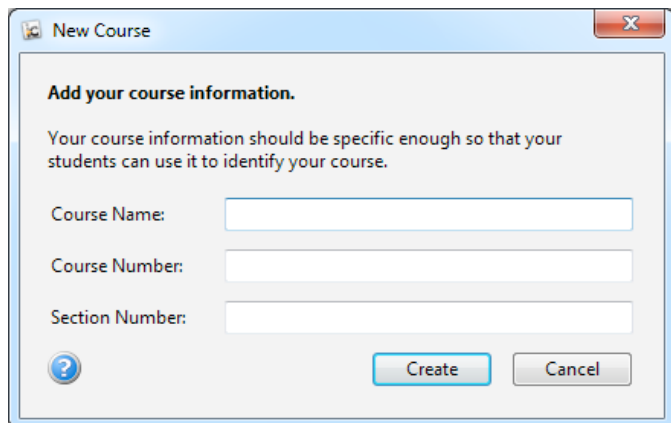 New Course
Add your course information.
Your course information should be specific enough so that your
students can use it to identify your course.
Course Name:
Course Number:
Section Number:
?
Create Cancel